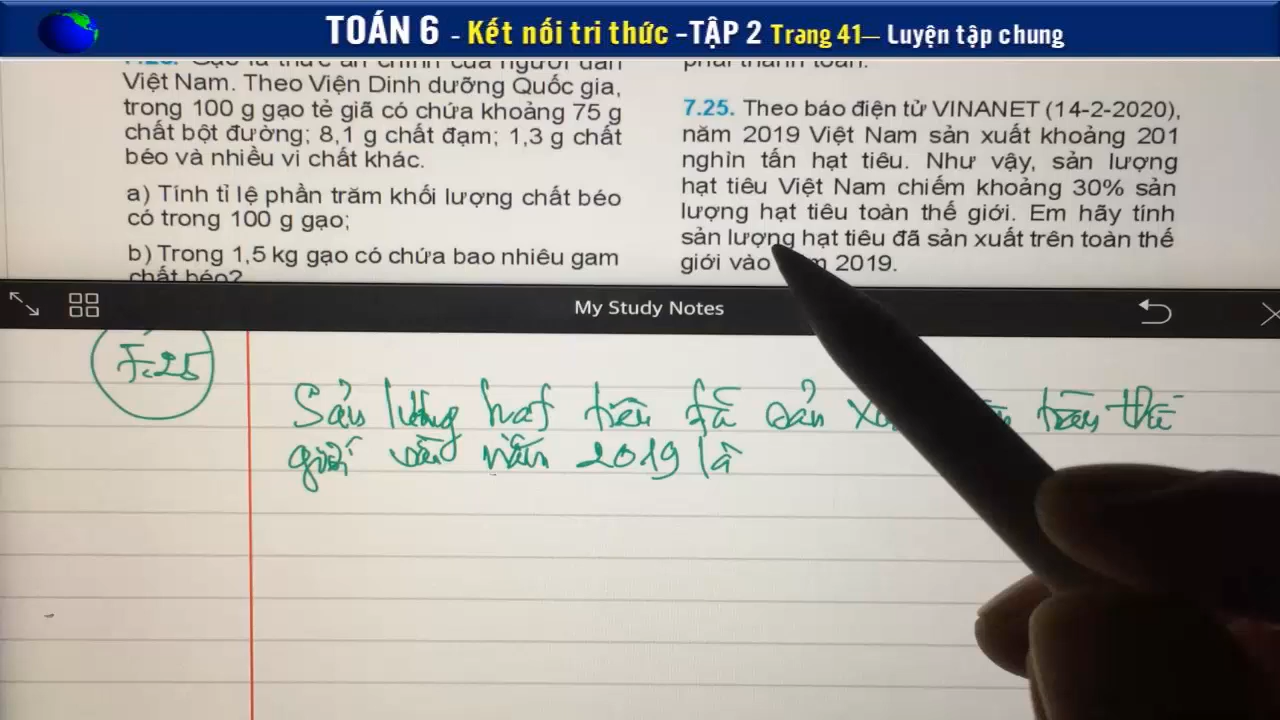 TOÁN 6 - Kết nối tri thức -TẬP 2 Trang 41– Luyện tập chung
Việt Nam. Theo Viện Dinh dưỡng Quốc gia,
trong 100 g gạo tẻ giã có chứa khoảng 75 g
chất bột đường; 8,1 g chất đạm; 1,3 g chất
béo và nhiều vi chất khác.
a) Tính tỉ lệ phần trăm khối lượng chất béo
có trong 100 g gạo;
b) Trong 1,5 kg gạo có chứa bao nhiêu gam
chất béo?
phải thanh toán.
7.25. Theo báo điện tử VINANET (14-2-2020),
năm 2019 Việt Nam sản xuất khoảng 201
nghìn tấn hạt tiêu. Như vậy, sản lượng
hạt tiêu Việt Nam chiếm khoảng 30% sản
lượng hạt tiêu toàn thế giới. Em hãy tính
sản lượng hạt tiêu đã sản xuất trên toàn thế
giới vào 2019.
My Study Notes
7.25
Sản lượng hạt tiêu đã sản trên thế
giới vào năm 2019 là